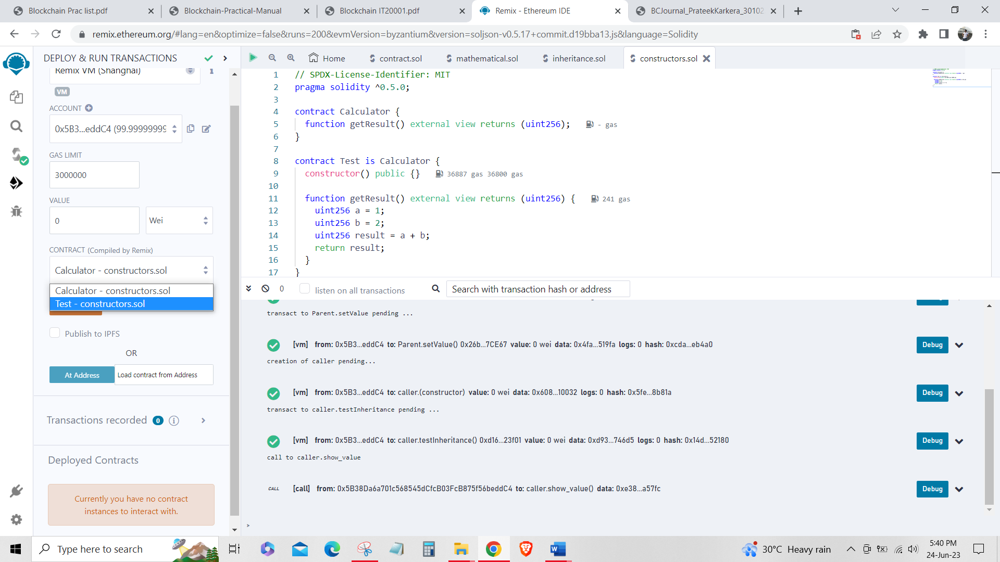 Blockchain Prac list.pdf
Blockchain-Practical-Manual
Blockchain IT20001.pdf
Remix - Ethereum IDE
BCJournal_PrateekKarkera_30102
remix.ethereum.org/#lang=en&optimize=false&runs=200&evmVersion=byzantium&version=soljson-v0.5.17+commit.d19bba13.js&language=Solidity
DEPLOY & RUN TRANSACTIONS
Remix VM (Shanghai)
VM
ACCOUNT
0x5B3...eddC4 (99.99999999
GAS LIMIT
3000000
VALUE
0
Wei
CONTRACT (Compiled by Remix)
Calculator - constructors.sol
Calculator - constructors.sol
Test - constructors.sol
Publish to IPFS
OR
At Address
Load contract from Address
Transactions recorded 0 i
Deployed Contracts
Currently you have no contract
instances to interact with.
Home
contract.sol
mathematical.sol
inheritance.sol
constructors.sol
1 // SPDX-License-Identifier: MIT
2 pragma solidity ^0.5.0;
3
4 contract Calculator {
5 function getResult() external view returns (uint256); - gas
6 }
7
8 contract Test is Calculator {
9 constructor() public {} 36887 gas 36800 gas
10
11 function getResult() external view returns (uint256) { 241 gas
12 uint256 a = 1;
13 uint256 b = 2;
14 uint256 result = a + b;
15 return result;
16 }
17 }
0 listen on all transactions Search with transaction hash or address
transact to Parent.setValue pending ...
[vm] from: 0x5B3...eddC4 to: Parent.setValue() 0x26b...7CE67 value: 0 wei data: 0x4fa...519fa logs: 0 hash: 0xcda...eb4a0 Debug
creation of caller pending...
[vm] from: 0x5B3...eddC4 to: caller.(constructor) value: 0 wei data: 0x608...10032 logs: 0 hash: 0x5fe...8b81a Debug
transact to caller.testInheritance pending ...
[vm] from: 0x5B3...eddC4 to: caller.testInheritance() 0xd16...23f01 value: 0 wei data: 0xd93...746d5 logs: 0 hash: 0x14d...52180 Debug
call to caller.show_value
CALL [call] from: 0x5B38Da6a701c568545dCfcB03FcB875f56beddC4 to: caller.show_value() data: 0xe38...a57fc Debug
>
Type here to search
30°C Heavy rain
5:40 PM
24-Jun-23